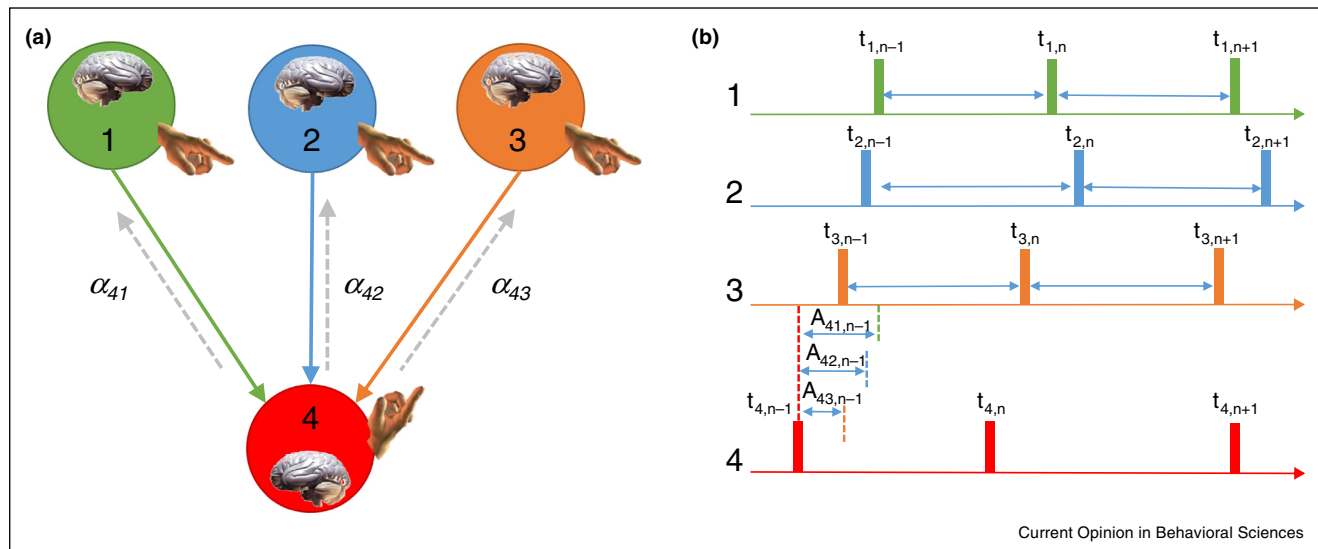 (a)
1
2
3
α41
α42
α43
4
(b)
t1,n–1
t1,n
t1,n+1
1
t2,n–1
t2,n
t2,n+1
2
t3,n–1
t3,n
t3,n+1
3
A41,n–1
A42,n–1
A43,n–1
t4,n–1
t4,n
t4,n+1
4
Current Opinion in Behavioral Sciences